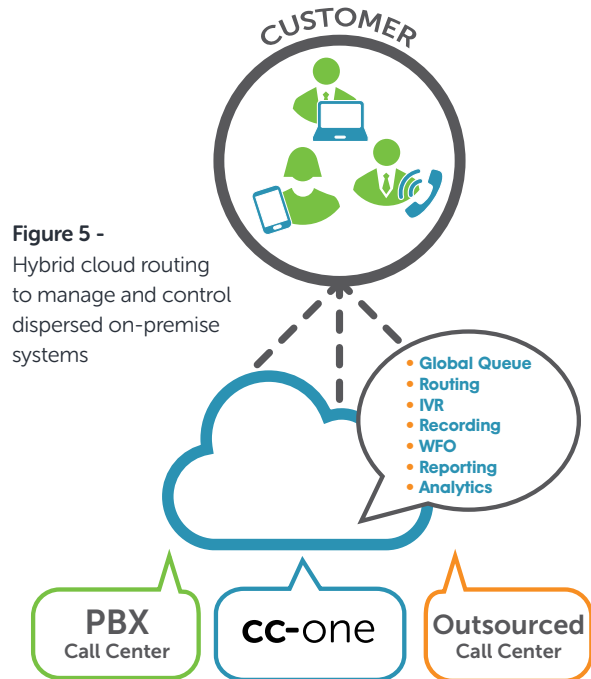 CUSTOMER
Figure 5 -
Hybrid cloud routing
to manage and control
dispersed on-premise
systems
• Global Queue
• Routing
• IVR
• Recording
• WFO
• Reporting
• Analytics
PBX
Call Center
cc-one
Outsourced
Call Center